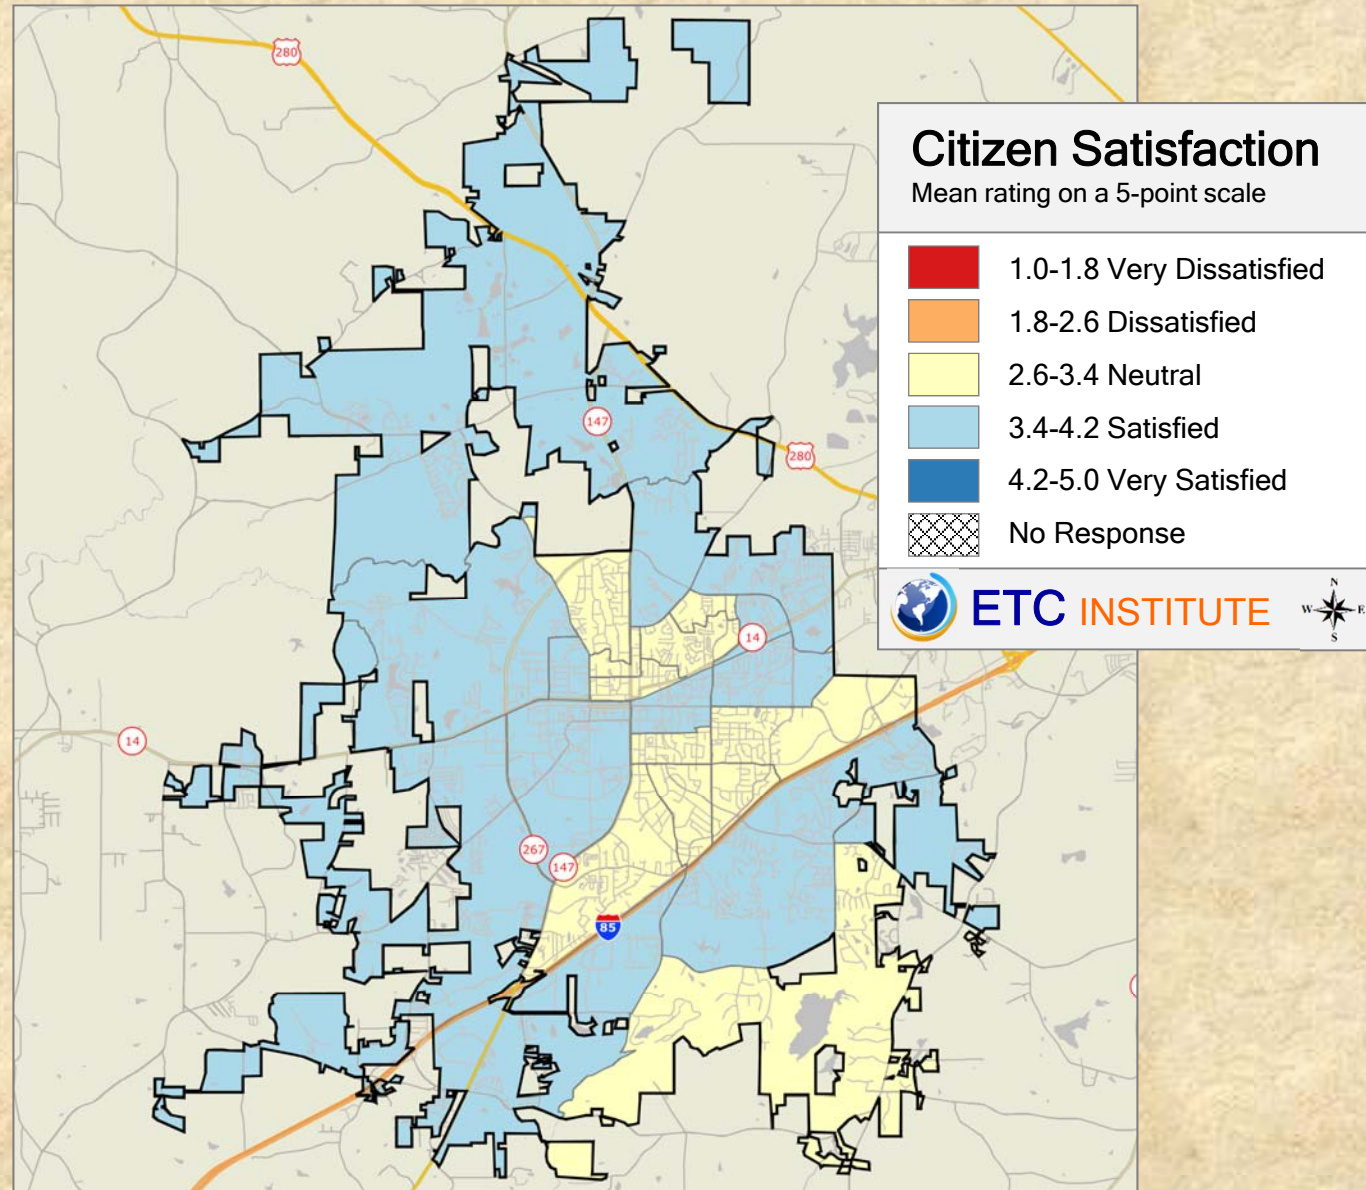 280
Citizen Satisfaction
Mean rating on a 5-point scale
1.0-1.8 Very Dissatisfied
1.8-2.6 Dissatisfied
2.6-3.4 Neutral
3.4-4.2 Satisfied
4.2-5.0 Very Satisfied
No Response
ETC INSTITUTE
N
W E
S
147
280
14
14
267
147
85